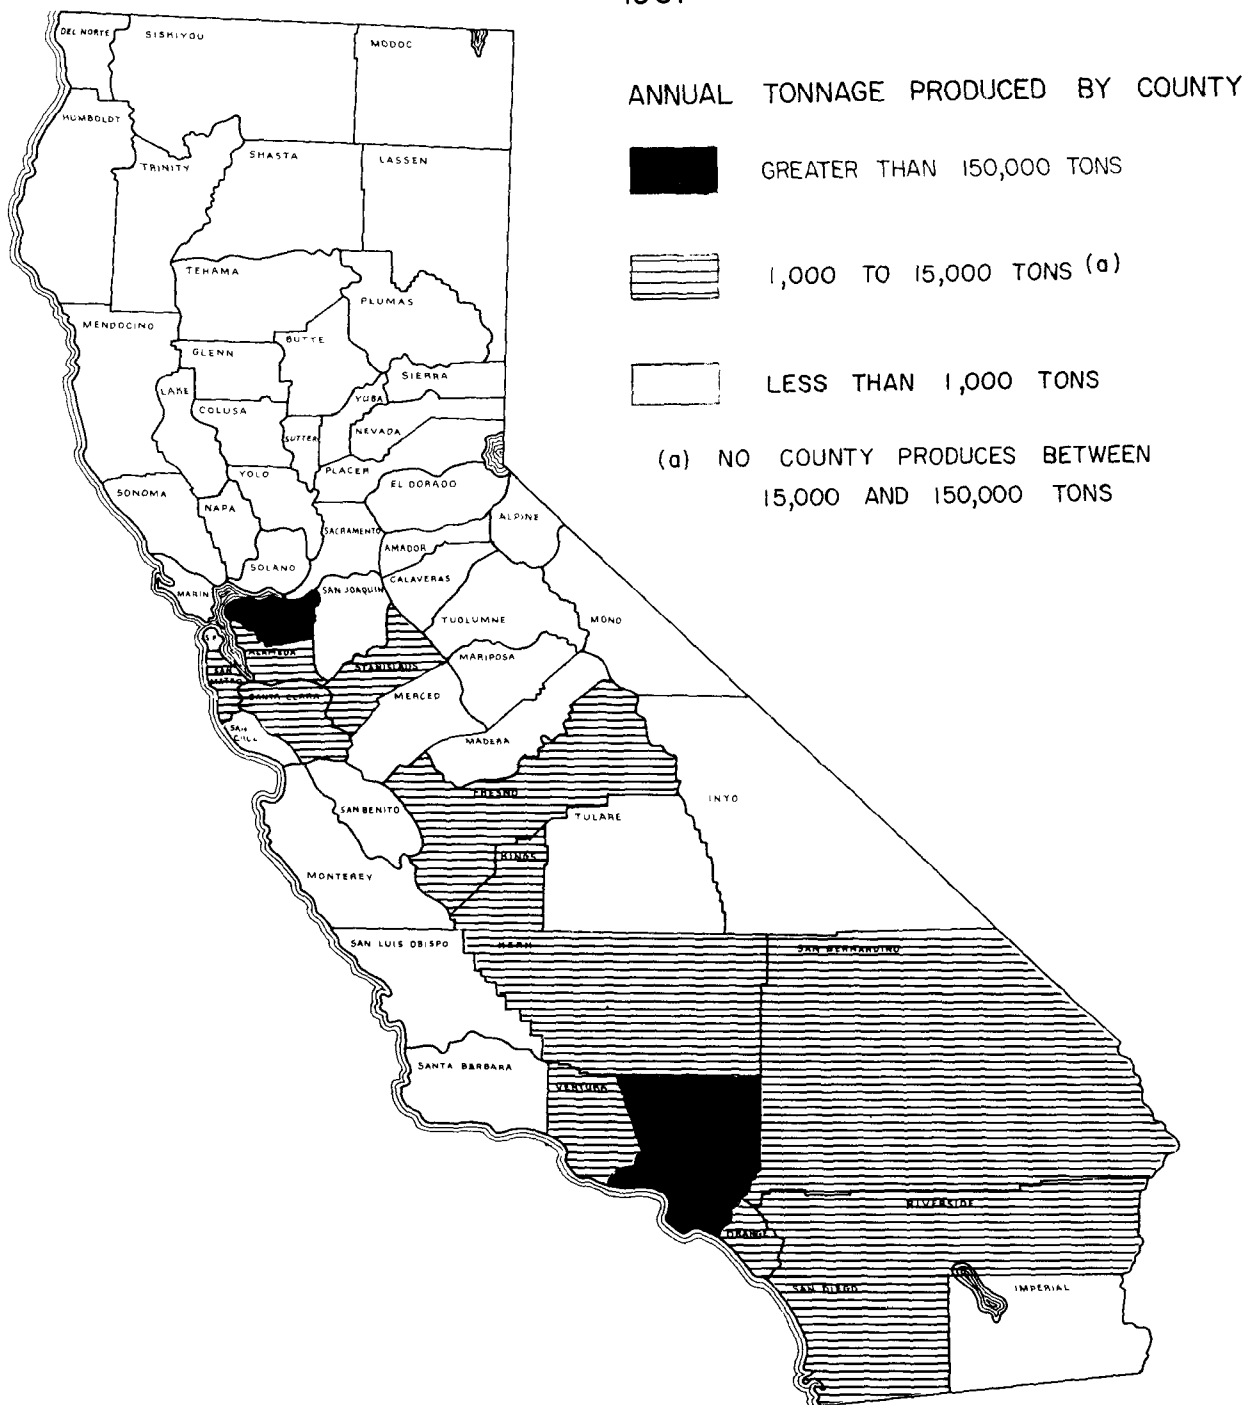 ANNUAL TONNAGE PRODUCED BY COUNTY
GREATER THAN 150,000 TONS
1,000 TO 15,000 TONS (a)
LESS THAN 1,000 TONS
(a) NO COUNTY PRODUCES BETWEEN
15,000 AND 150,000 TONS
DEL NORTE
SISKIYOU
MODOC
HUMBOLDT
TRINITY
SHASTA
LASSEN
TEHAMA
PLUMAS
MENDOCINO
BUTTE
GLENN
SIERRA
LAKE
YUBA
COLUSA
NEVADA
SUTTER
PLACER
YOLO
EL DORADO
SONOMA
NAPA
ALPINE
SACRAMENTO
AMADOR
SOLANO
CALAVERAS
SAN JOAQUIN
MARIN
MONO
TUOLUMNE
S.F.
ALAMEDA
MARIPOSA
STANISLAUS
SAN
MATEO
SANTA CLARA
MERCED
SAN
CRUZ
MADERA
FRESNO
INYO
SAN BENITO
TULARE
KINGS
MONTEREY
SAN LUIS OBISPO
KERN
SAN BERNARDINO
SANTA BARBARA
VENTURA
RIVERSIDE
ORANGE
SAN DIEGO
IMPERIAL